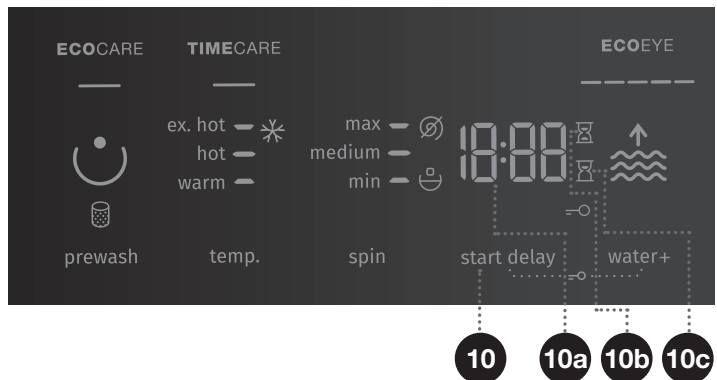 ECOCARE TIMECARE ECOEYE
ex. hot max 18:88
hot medium
warm min
prewash temp. spin start delay water+
10 10a 10b 10c